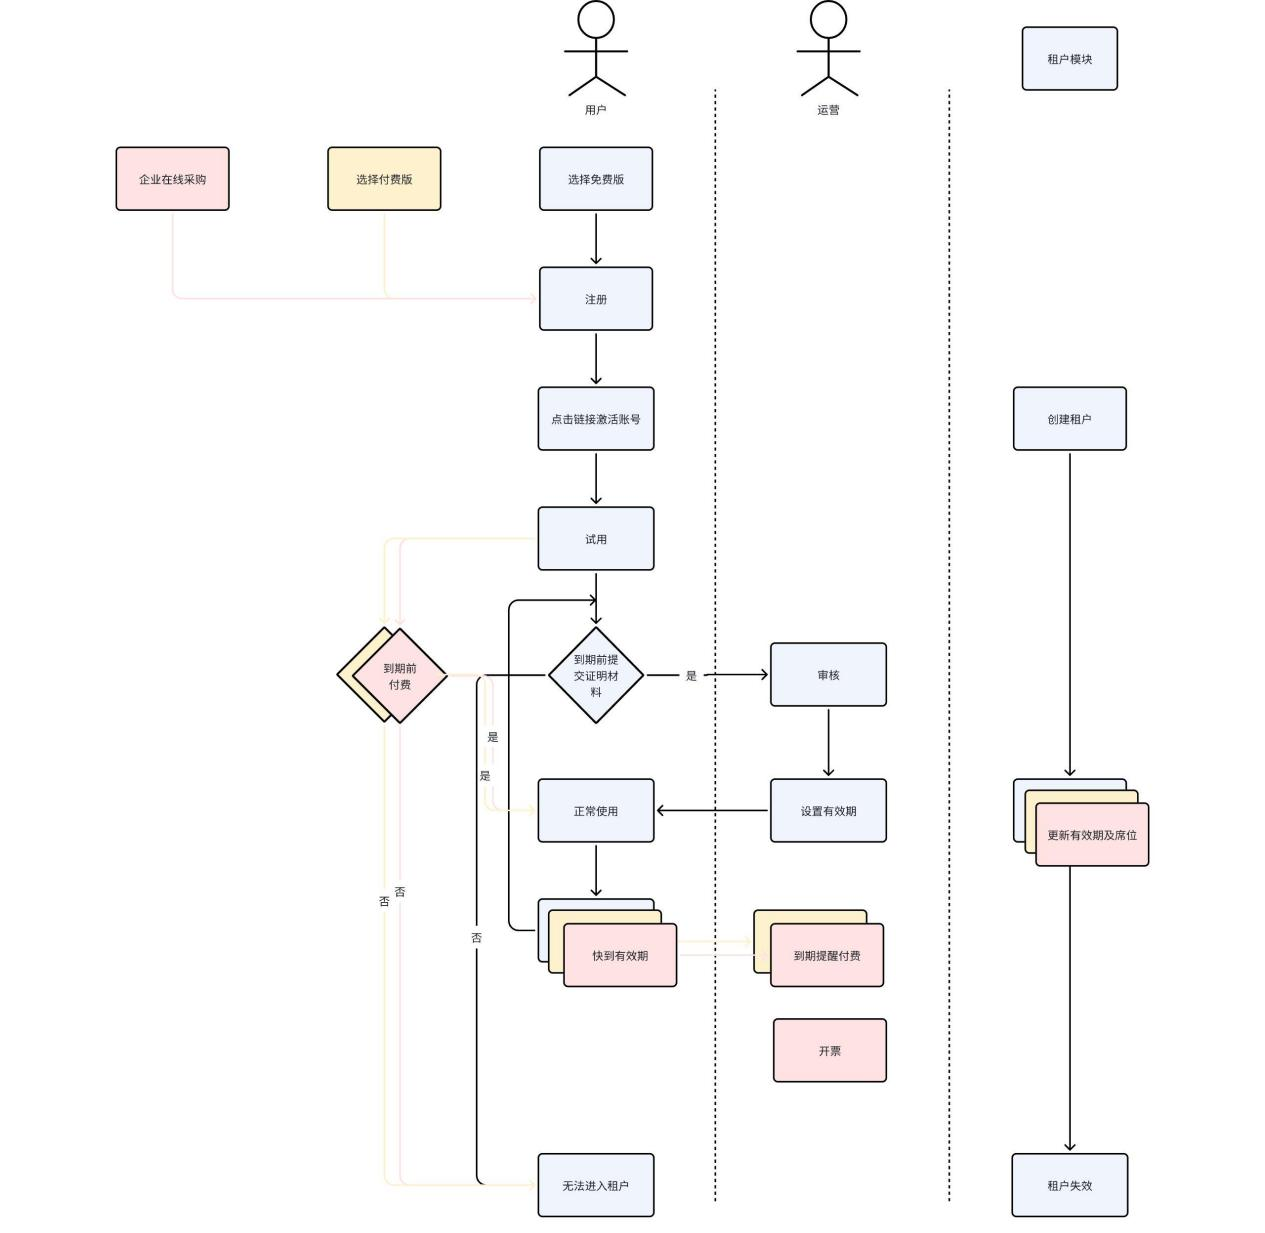 用户
运营
租户模块
企业在线采购
选择付费版
选择免费版
注册
点击链接激活账号
创建租户
试用
到期前
付费
到期前提
交证明材
料
是
审核
是
是
正常使用
设置有效期
更新有效期及席位
否
否
否
快到有效期
到期提醒付费
开票
无法进入租户
租户失效